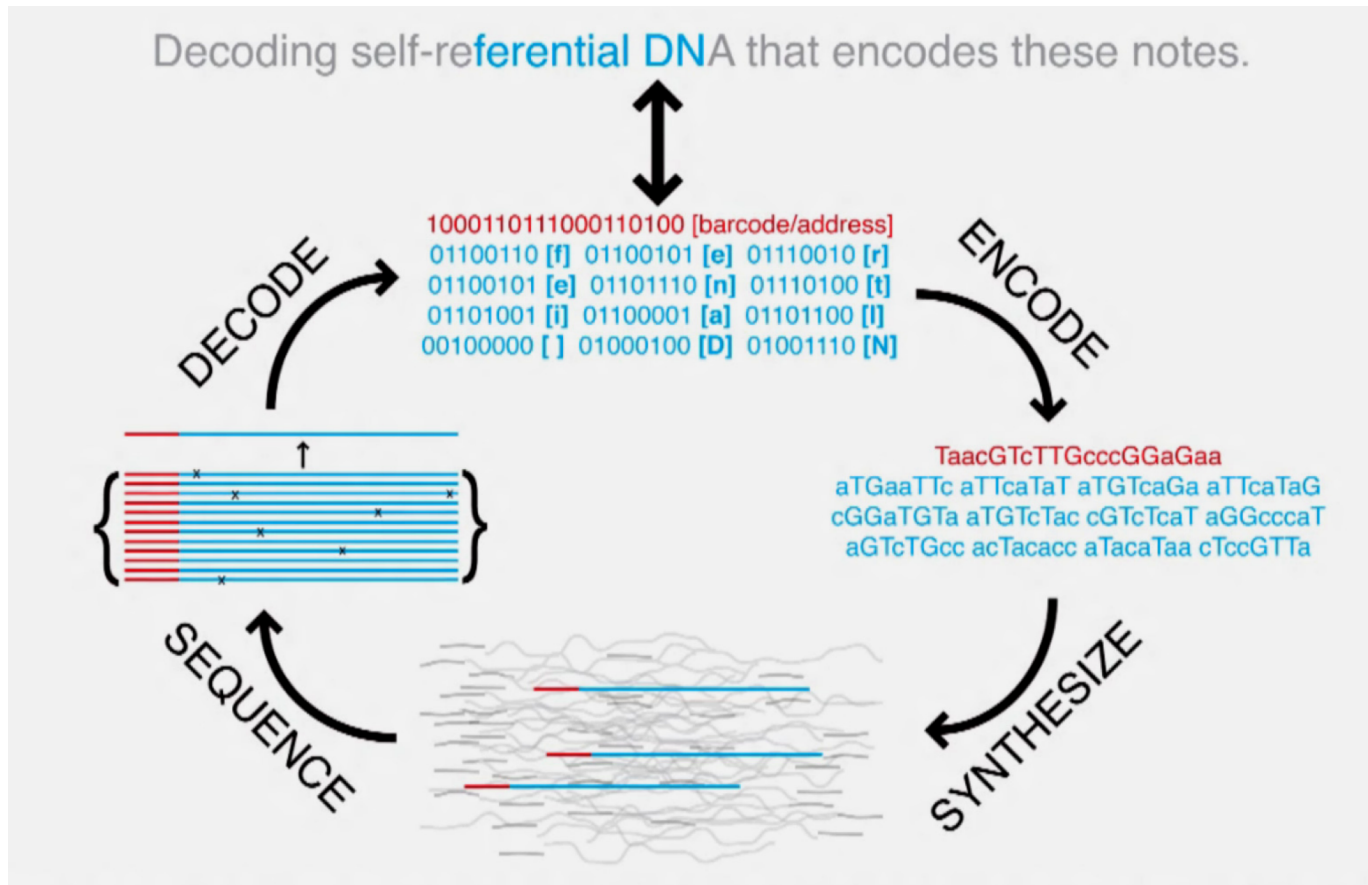 Decoding self-referential DNA that encodes these notes.
1000110111000110100 [barcode/address]
01100110 [f] 01100101 [e] 01110010 [r]
01100101 [e] 01101110 [n] 01110100 [t]
01101001 [i] 01100001 [a] 01101100 [l]
00100000 [ ] 01000100 [D] 01001110 [N]
DECODE
ENCODE
TaacGTcTTGcccGGaGaa
aTGaaTTc aTTcaTaT aTGTcaGa aTTcaTaG
cGGaTGTa aTGTcTac cGTcTcaT aGGcccaT
aGTcTGcc acTacacc aTacaTaa cTccGTTa
SEQUENCE
SYNTHESIZE